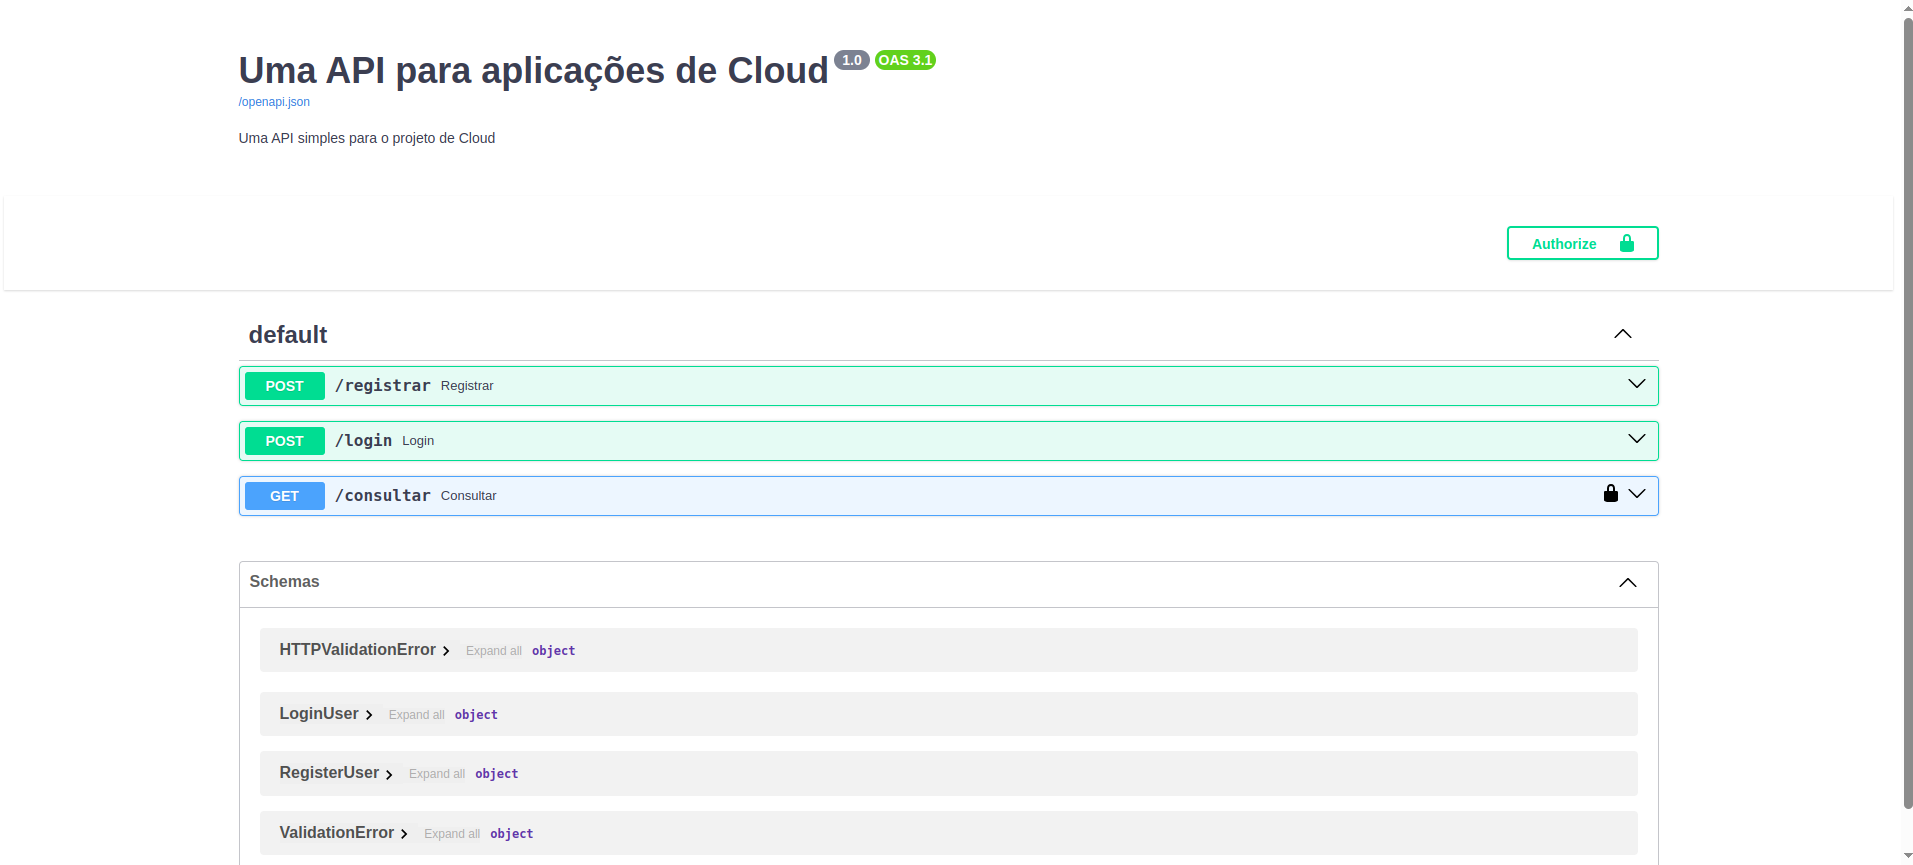 Uma API para aplicações de Cloud 1.0 OAS 3.1
/openapi.json
Uma API simples para o projeto de Cloud
Authorize
default
POST /registrar Registrar
POST /login Login
GET /consultar Consultar
Schemas
HTTPValidationError Expand all object
LoginUser Expand all object
RegisterUser Expand all object
ValidationError Expand all object